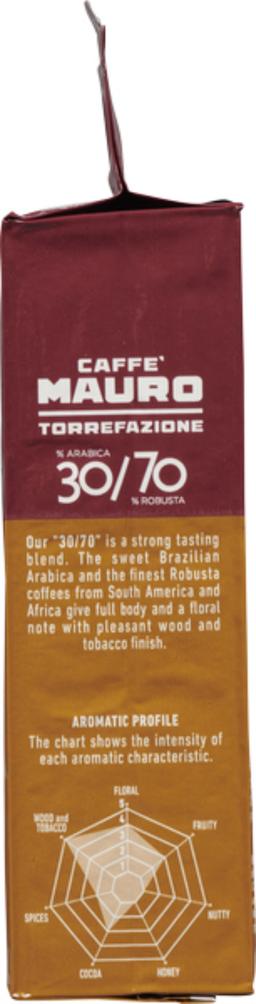 CAFFE`
MAURO
TORREFAZIONE
% ARABICA
30/70
% ROBUSTA
Our "30/70" is a strong tasting
blend. The sweet Brazilian
Arabica and the finest Robusta
coffees from South America and
Africa give full body and a floral
note with pleasant wood and
tobacco finish.
AROMATIC PROFILE
The chart shows the intensity of
each aromatic characteristic.
FLORAL
5
4
3
2
1
WOOD and
TOBACCO
FRUITY
SPICES
NUTTY
COCOA
HONEY